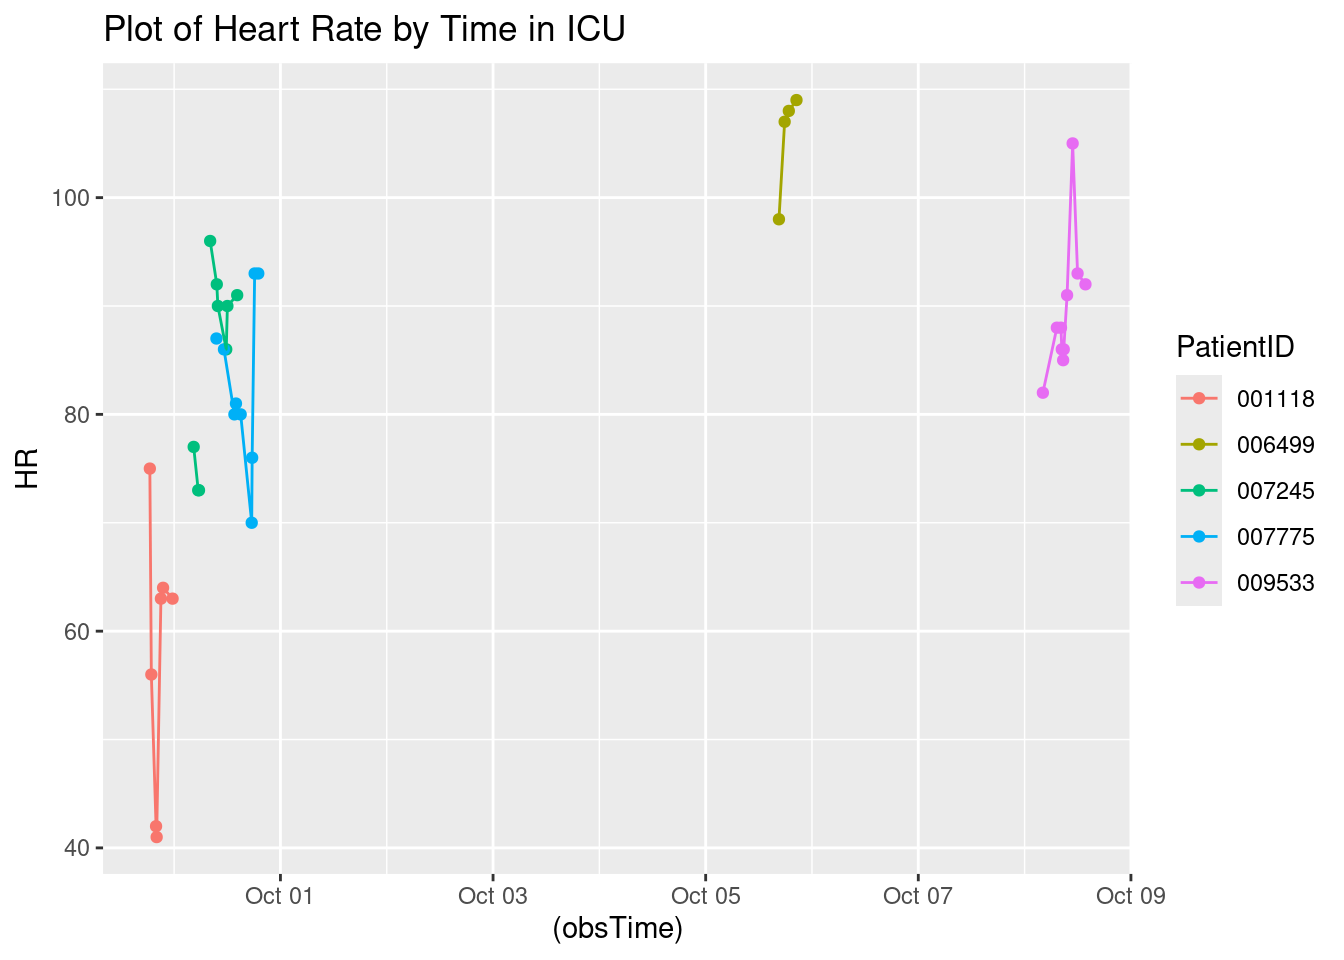 Plot of Heart Rate by Time in ICU
HR
100
80
60
40
Oct 01
Oct 03
Oct 05
Oct 07
Oct 09
(obsTime)
PatientID
001118
006499
007245
007775
009533